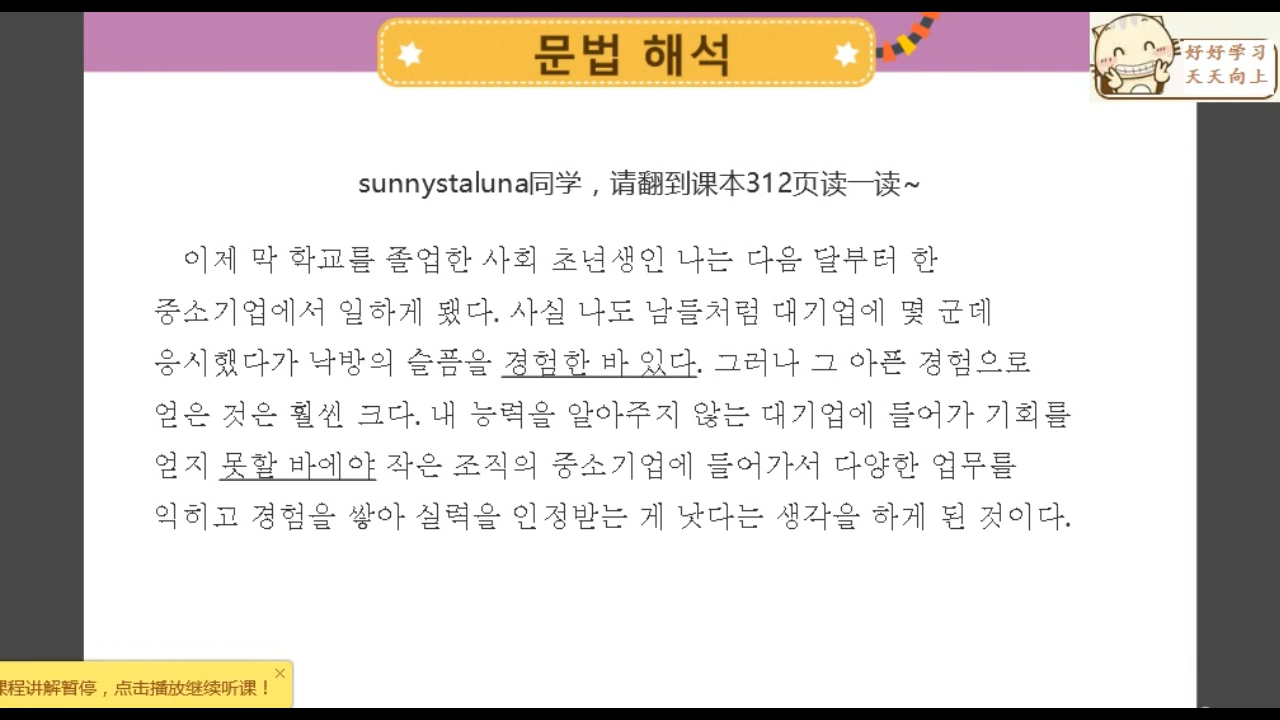 문법 해석
好好学习
天天向上
sunnystaluna同学，请翻到课本312页读一读~
이제 막 학교를 졸업한 사회 초년생인 나는 다음 달부터 한
중소기업에서 일하게 됐다. 사실 나도 남들처럼 대기업에 몇 군데
응시했다가 낙방의 슬픔을 경험한 바 있다. 그러나 그 아픈 경험으로
얻은 것은 훨씬 크다. 내 능력을 알아주지 않는 대기업에 들어가 기회를
얻지 못할 바에야 작은 조직의 중소기업에 들어가서 다양한 업무를
익히고 경험을 쌓아 실력을 인정받는 게 낫다는 생각을 하게 된 것이다.
课程讲解暂停，点击播放继续听课！